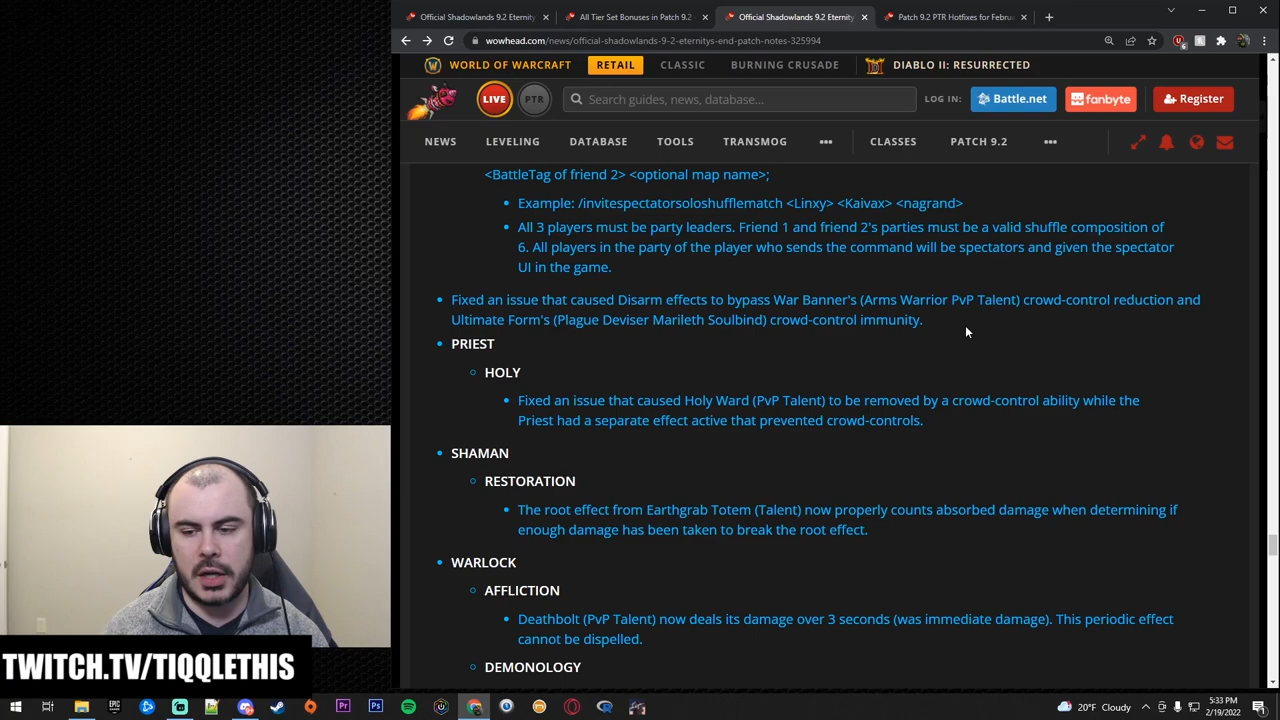 Official Shadowlands 9.2 Eternity
All Tier Set Bonuses in Patch 9.2
Official Shadowlands 9.2 Eternity
Patch 9.2 PTR Hotfixes for Februa
wowhead.com/news/official-shadowlands-9-2-eternitys-end-patch-notes-325994
WORLD OF WARCRAFT
RETAIL
CLASSIC
BURNING CRUSADE
DIABLO II: RESURRECTED
LIVE
PTR
Search guides, news, database...
LOG IN:
Battle.net
fanbyte
Register
NEWS
LEVELING
DATABASE
TOOLS
TRANSMOG
CLASSES
PATCH 9.2
<BattleTag of friend 2> <optional map name>;
Example: /invitespectatorsoloshufflematch <Linxy> <Kaivax> <nagrand>
All 3 players must be party leaders. Friend 1 and friend 2's parties must be a valid shuffle composition of
6. All players in the party of the player who sends the command will be spectators and given the spectator
UI in the game.
Fixed an issue that caused Disarm effects to bypass War Banner's (Arms Warrior PvP Talent) crowd-control reduction and
Ultimate Form's (Plague Deviser Marileth Soulbind) crowd-control immunity.
PRIEST
HOLY
Fixed an issue that caused Holy Ward (PvP Talent) to be removed by a crowd-control ability while the
Priest had a separate effect active that prevented crowd-controls.
SHAMAN
RESTORATION
The root effect from Earthgrab Totem (Talent) now properly counts absorbed damage when determining if
enough damage has been taken to break the root effect.
WARLOCK
AFFLICTION
Deathbolt (PvP Talent) now deals its damage over 3 seconds (was immediate damage). This periodic effect
cannot be dispelled.
DEMONOLOGY
TWITCH.TV/TIQQLETHIS
20°F Cloudy
5:33 PM
2/19/2022